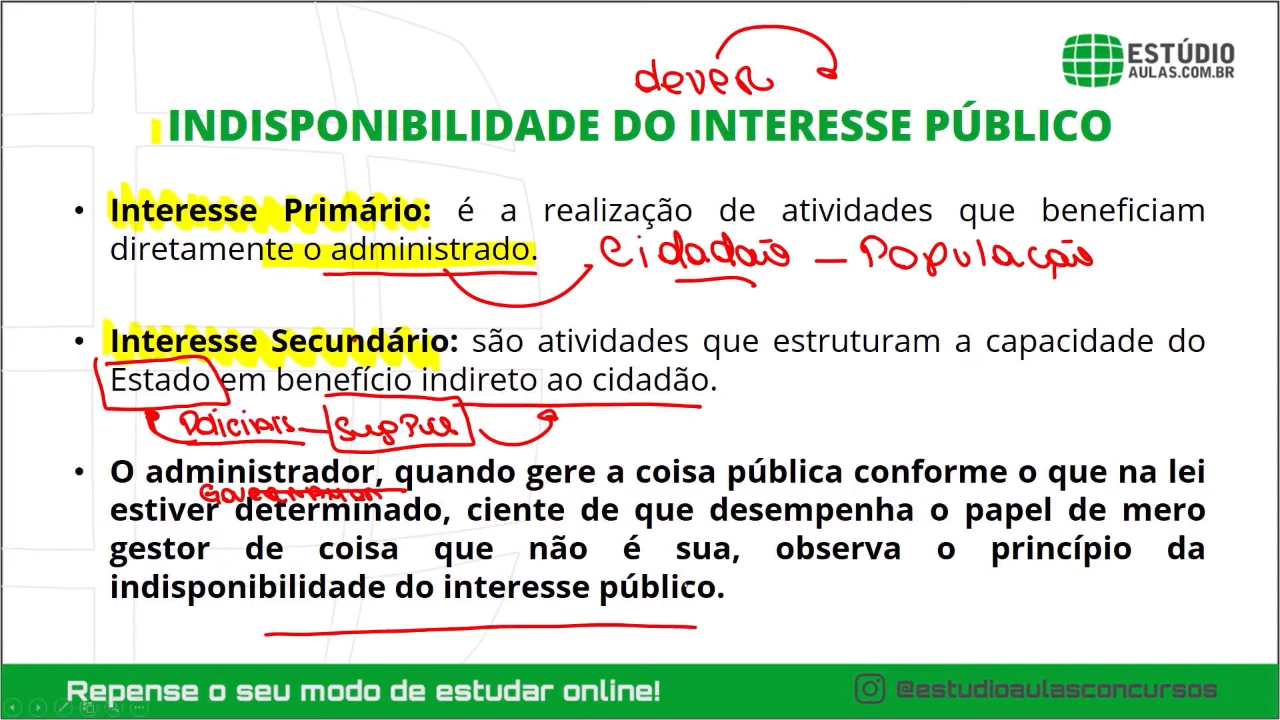 dever
ESTÚDIO
AULAS.COM.BR
INDISPONIBILIDADE DO INTERESSE PÚBLICO
• Interesse Primário: é a realização de atividades que beneficiam
diretamente o administrado. Cidadão – População
• Interesse Secundário: são atividades que estruturam a capacidade do
Estado em benefício indireto ao cidadão.
Policiais
• O administrador, quando gere a coisa pública conforme o que na lei
Governador
estiver determinado, ciente de que desempenha o papel de mero
gestor de coisa que não é sua, observa o princípio da
indisponibilidade do interesse público.
Repense o seu modo de estudar online!
@estudioaulasconcursos